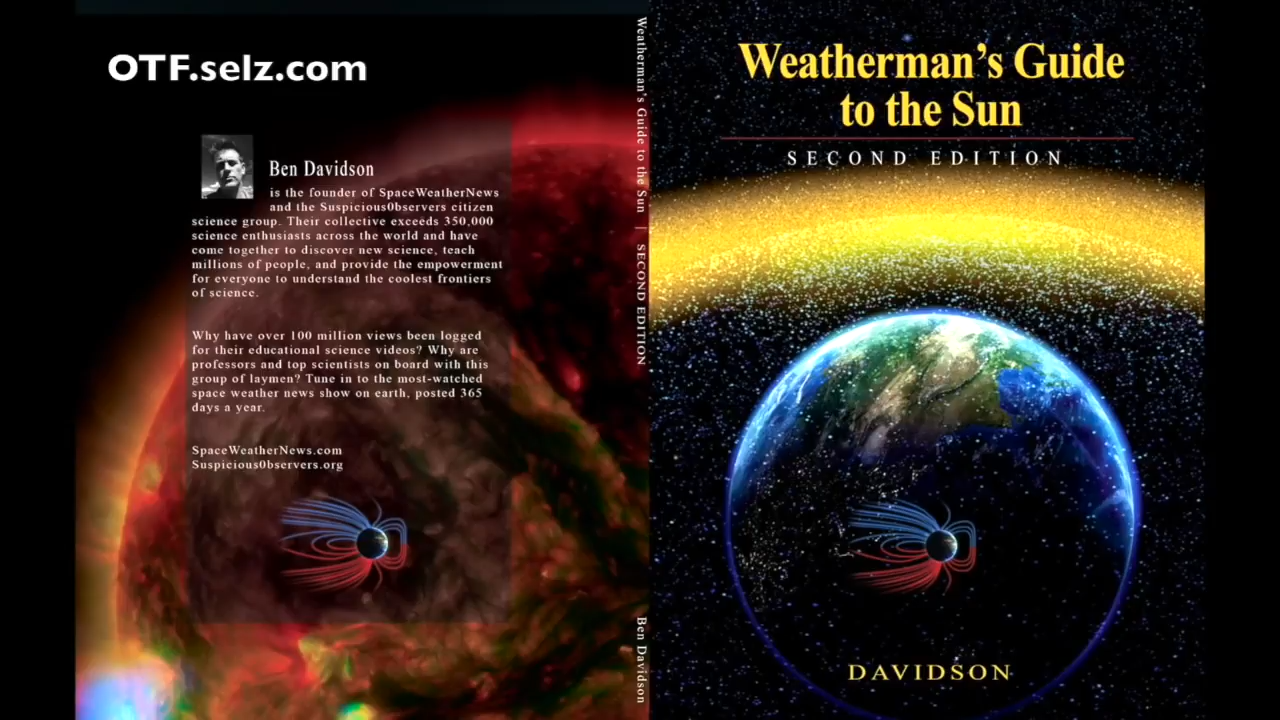 OTF.selz.com
Ben Davidson
is the founder of SpaceWeatherNews
and the Suspicious0bservers citizen
science group. Their collective exceeds 350,000
science enthusiasts across the world and have
come together to discover new science, teach
millions of people, and provide the empowerment
for everyone to understand the coolest frontiers
of science.
Why have over 100 million views been logged
for their educational science videos? Why are
professors and top scientists on board with this
group of laymen? Tune in to the most-watched
space weather news show on earth, posted 365
days a year.
SpaceWeatherNews.com
Suspicious0bservers.org
Weatherman's Guide to the Sun | SECOND EDITION
Ben Davidson
Weatherman's Guide
to the Sun
SECOND EDITION
DAVIDSON